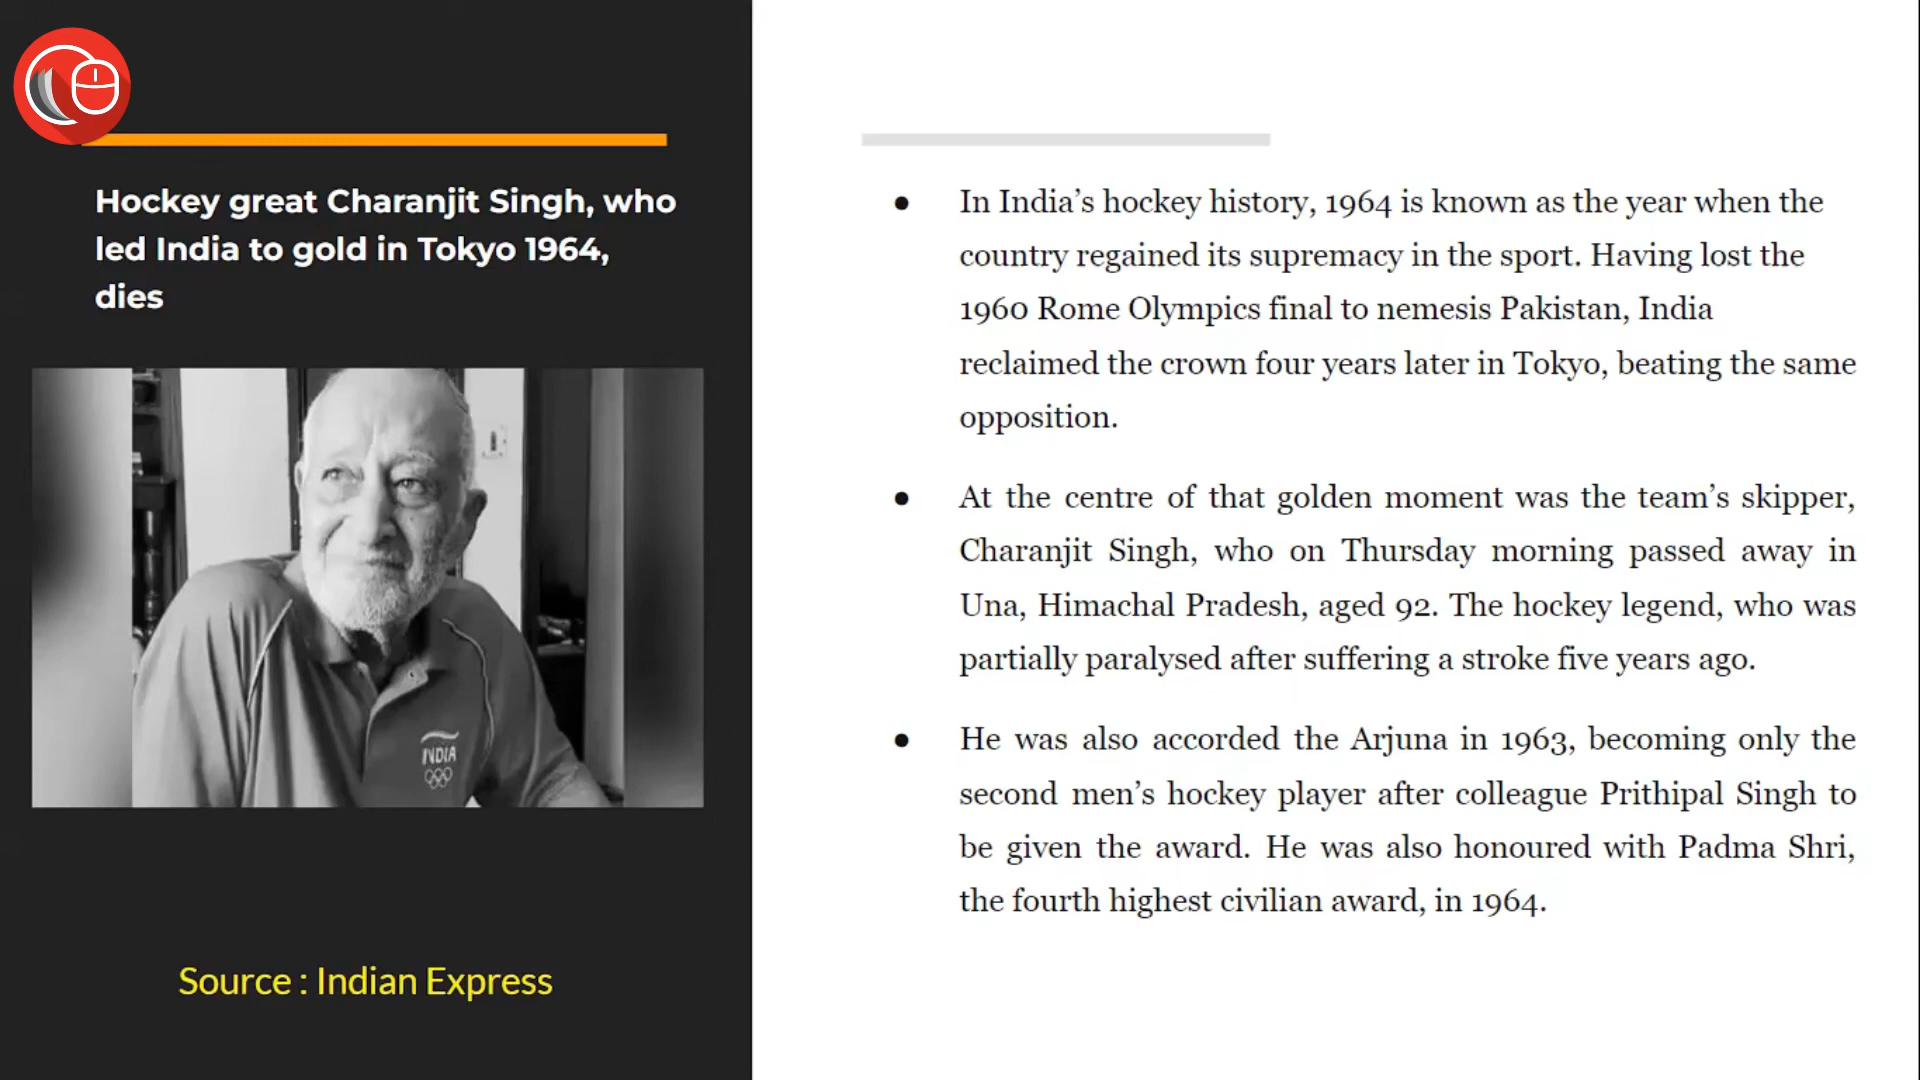 Hockey great Charanjit Singh, who
led India to gold in Tokyo 1964,
dies
INDIA
Source : Indian Express
● In India’s hockey history, 1964 is known as the year when the
country regained its supremacy in the sport. Having lost the
1960 Rome Olympics final to nemesis Pakistan, India
reclaimed the crown four years later in Tokyo, beating the same
opposition.
● At the centre of that golden moment was the team’s skipper,
Charanjit Singh, who on Thursday morning passed away in
Una, Himachal Pradesh, aged 92. The hockey legend, who was
partially paralysed after suffering a stroke five years ago.
● He was also accorded the Arjuna in 1963, becoming only the
second men’s hockey player after colleague Prithipal Singh to
be given the award. He was also honoured with Padma Shri,
the fourth highest civilian award, in 1964.